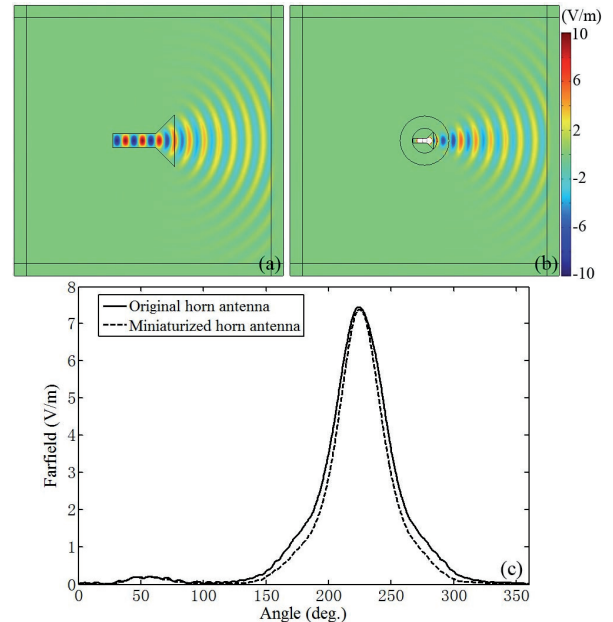 (V/m)
10
6
2
-2
-6
-10
(a)
(b)
8
7
6
5
4
3
2
1
0
Farfield (V/m)
Original horn antenna
Miniaturized horn antenna
(c)
0 50 100 150 200 250 300 350
Angle (deg.)